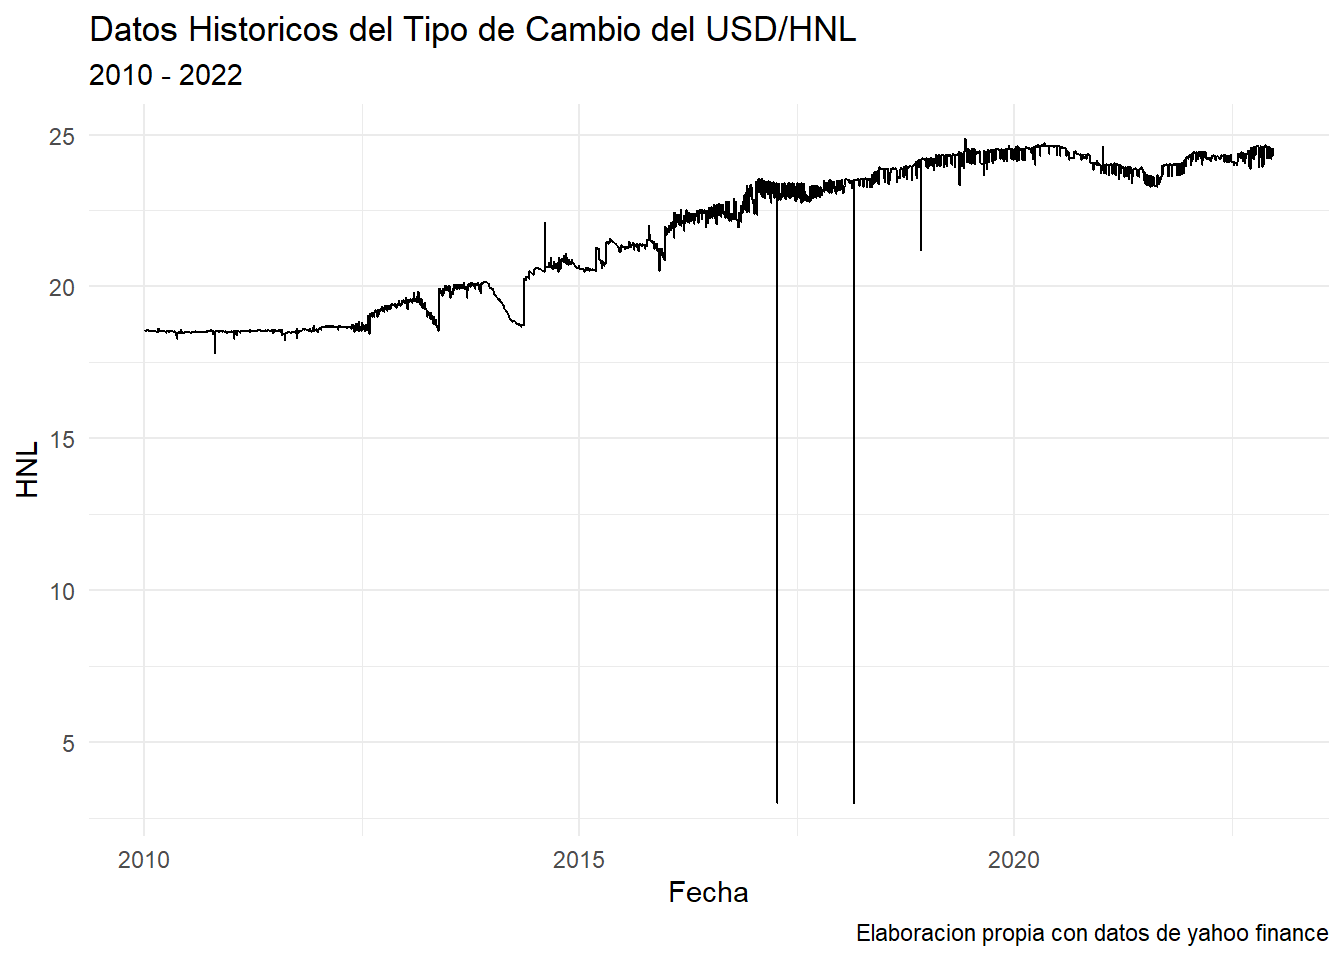 Datos Historicos del Tipo de Cambio del USD/HNL
2010 - 2022
HNL
25
20
15
10
5
2010 2015 2020
Fecha
Elaboracion propia con datos de yahoo finance